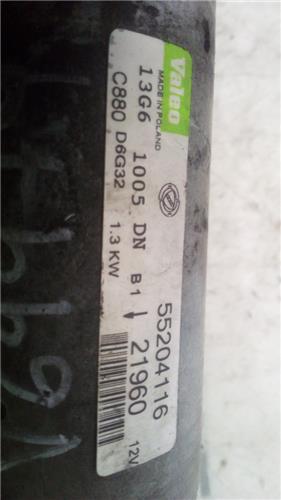 Valeo
MADE IN POLAND
13G6 1005 DN B1
C880 D6G32 1.3 KW
55204116
21960
12V